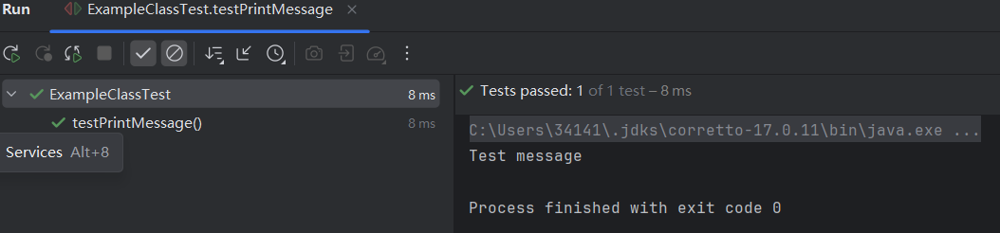 Run ExampleClassTest.testPrintMessage
ExampleClassTest 8 ms
testPrintMessage() 8 ms
Services Alt+8
Tests passed: 1 of 1 test – 8 ms
C:\Users\34141\.jdks\corretto-17.0.11\bin\java.exe ...
Test message
Process finished with exit code 0